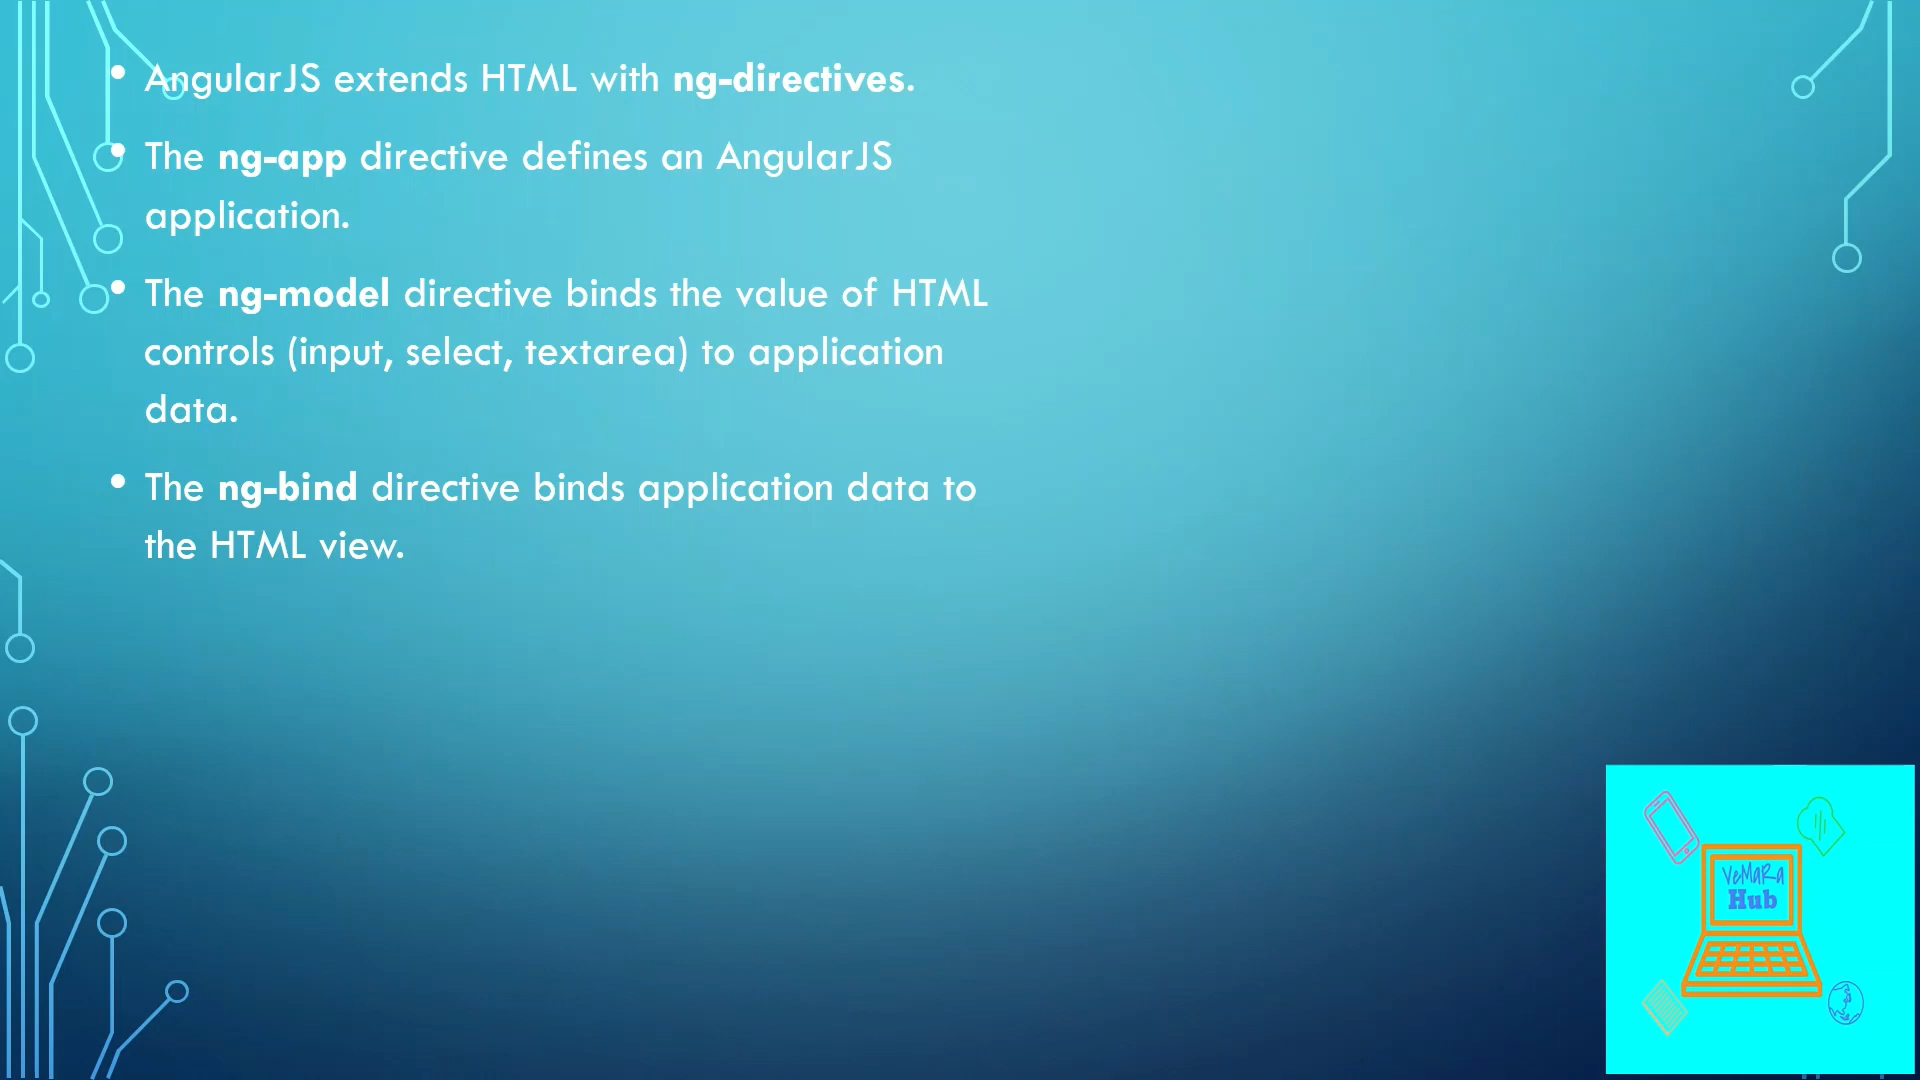 • AngularJS extends HTML with ng-directives.
• The ng-app directive defines an AngularJS
application.
• The ng-model directive binds the value of HTML
controls (input, select, textarea) to application
data.
• The ng-bind directive binds application data to
the HTML view.
VeMaRa
Hub